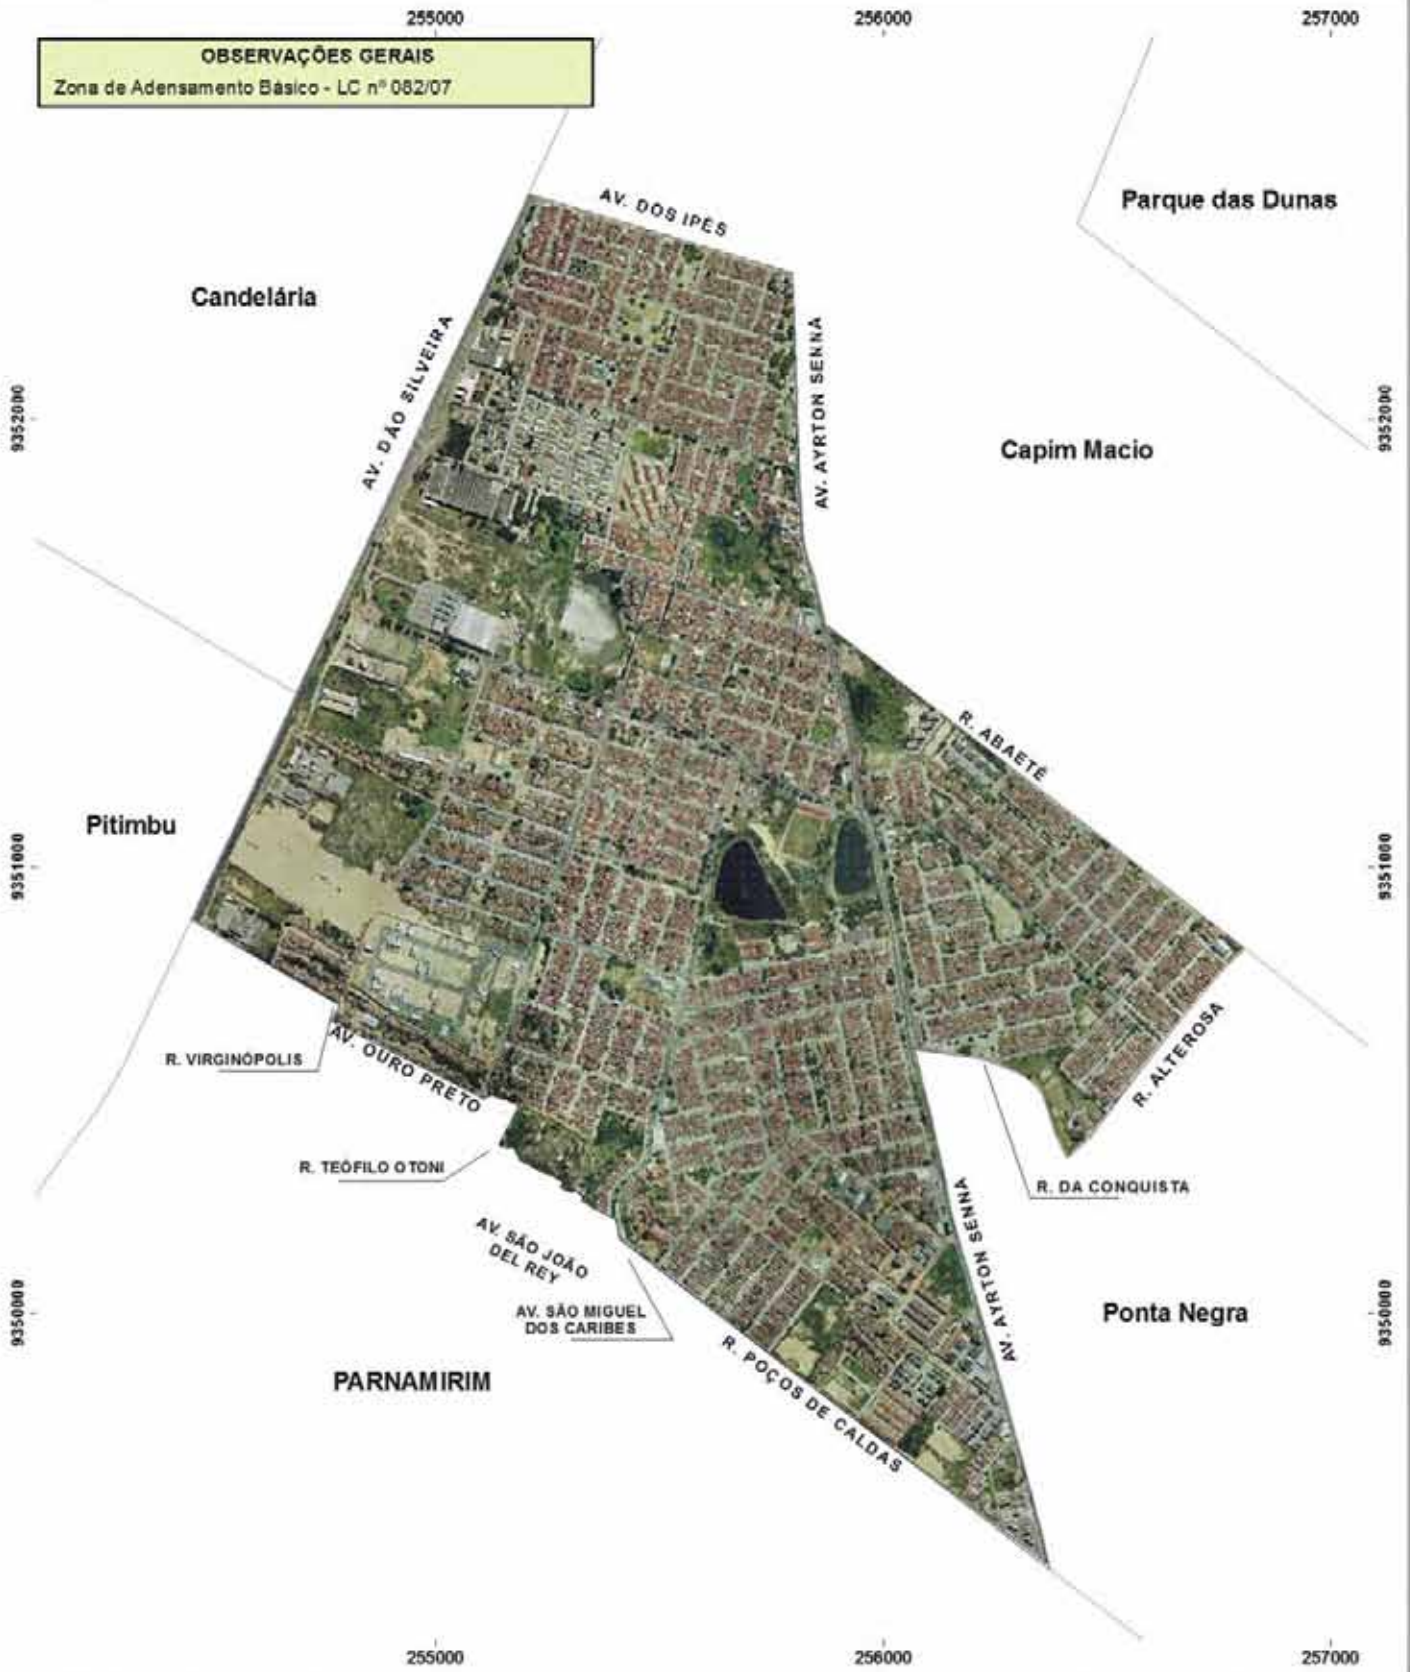 255000
256000
257000
OBSERVAÇÕES GERAIS
Zona de Adensamento Básico - LC nº 082/07
Parque das Dunas
AV. DOS IPÊS
Candelária
AV. DÃO SILVEIRA
AV. AYRTON SENNA
9352000
9352000
Capim Macio
R. ABAETÉ
Pitimbu
9351000
9351000
R. VIRGINÓPOLIS
AV. OURO PRETO
R. ALTEROSA
R. TEÓFILO OTONI
R. DA CONQUISTA
AV. SÃO JOÃO
DEL REY
AV. AYRTON SENNA
9350000
9350000
AV. SÃO MIGUEL
DOS CARIBES
Ponta Negra
R. POÇOS DE CALDAS
PARNAMIRIM
255000
256000
257000